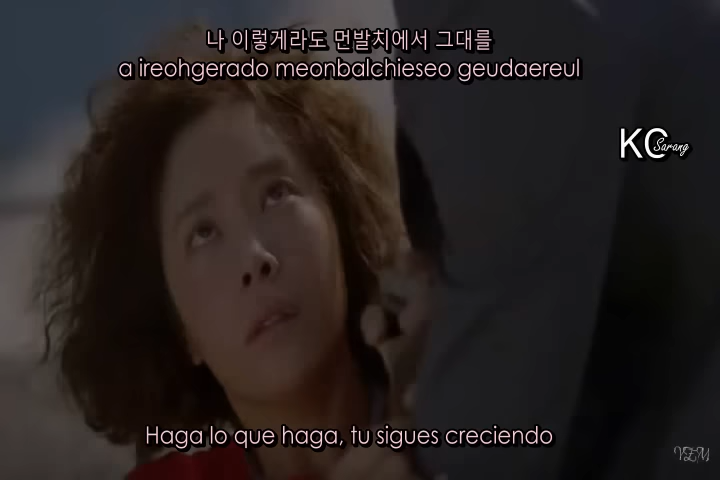 나 이렇게라도 먼발치에서 그대를
a ireohgerado meonbalchieseo geudaereul
KC
Sarang
Haga lo que haga, tu sigues creciendo
VEM